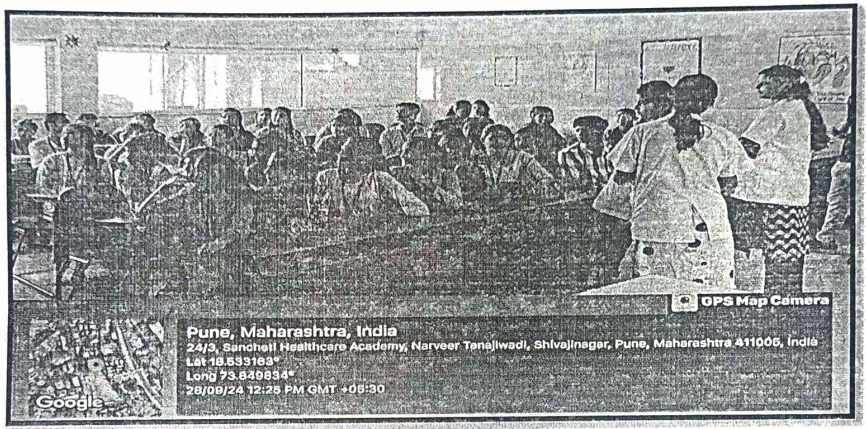 GPS Map Camera
Pune, Maharashtra, India
24/3, Sancheti Healthcare Academy, Narveer Tanajiwadi, Shivajinagar, Pune, Maharashtra 411005, India
Lat 18.533163°
Long 73.849834°
28/09/24 12:25 PM GMT +05:30
Google